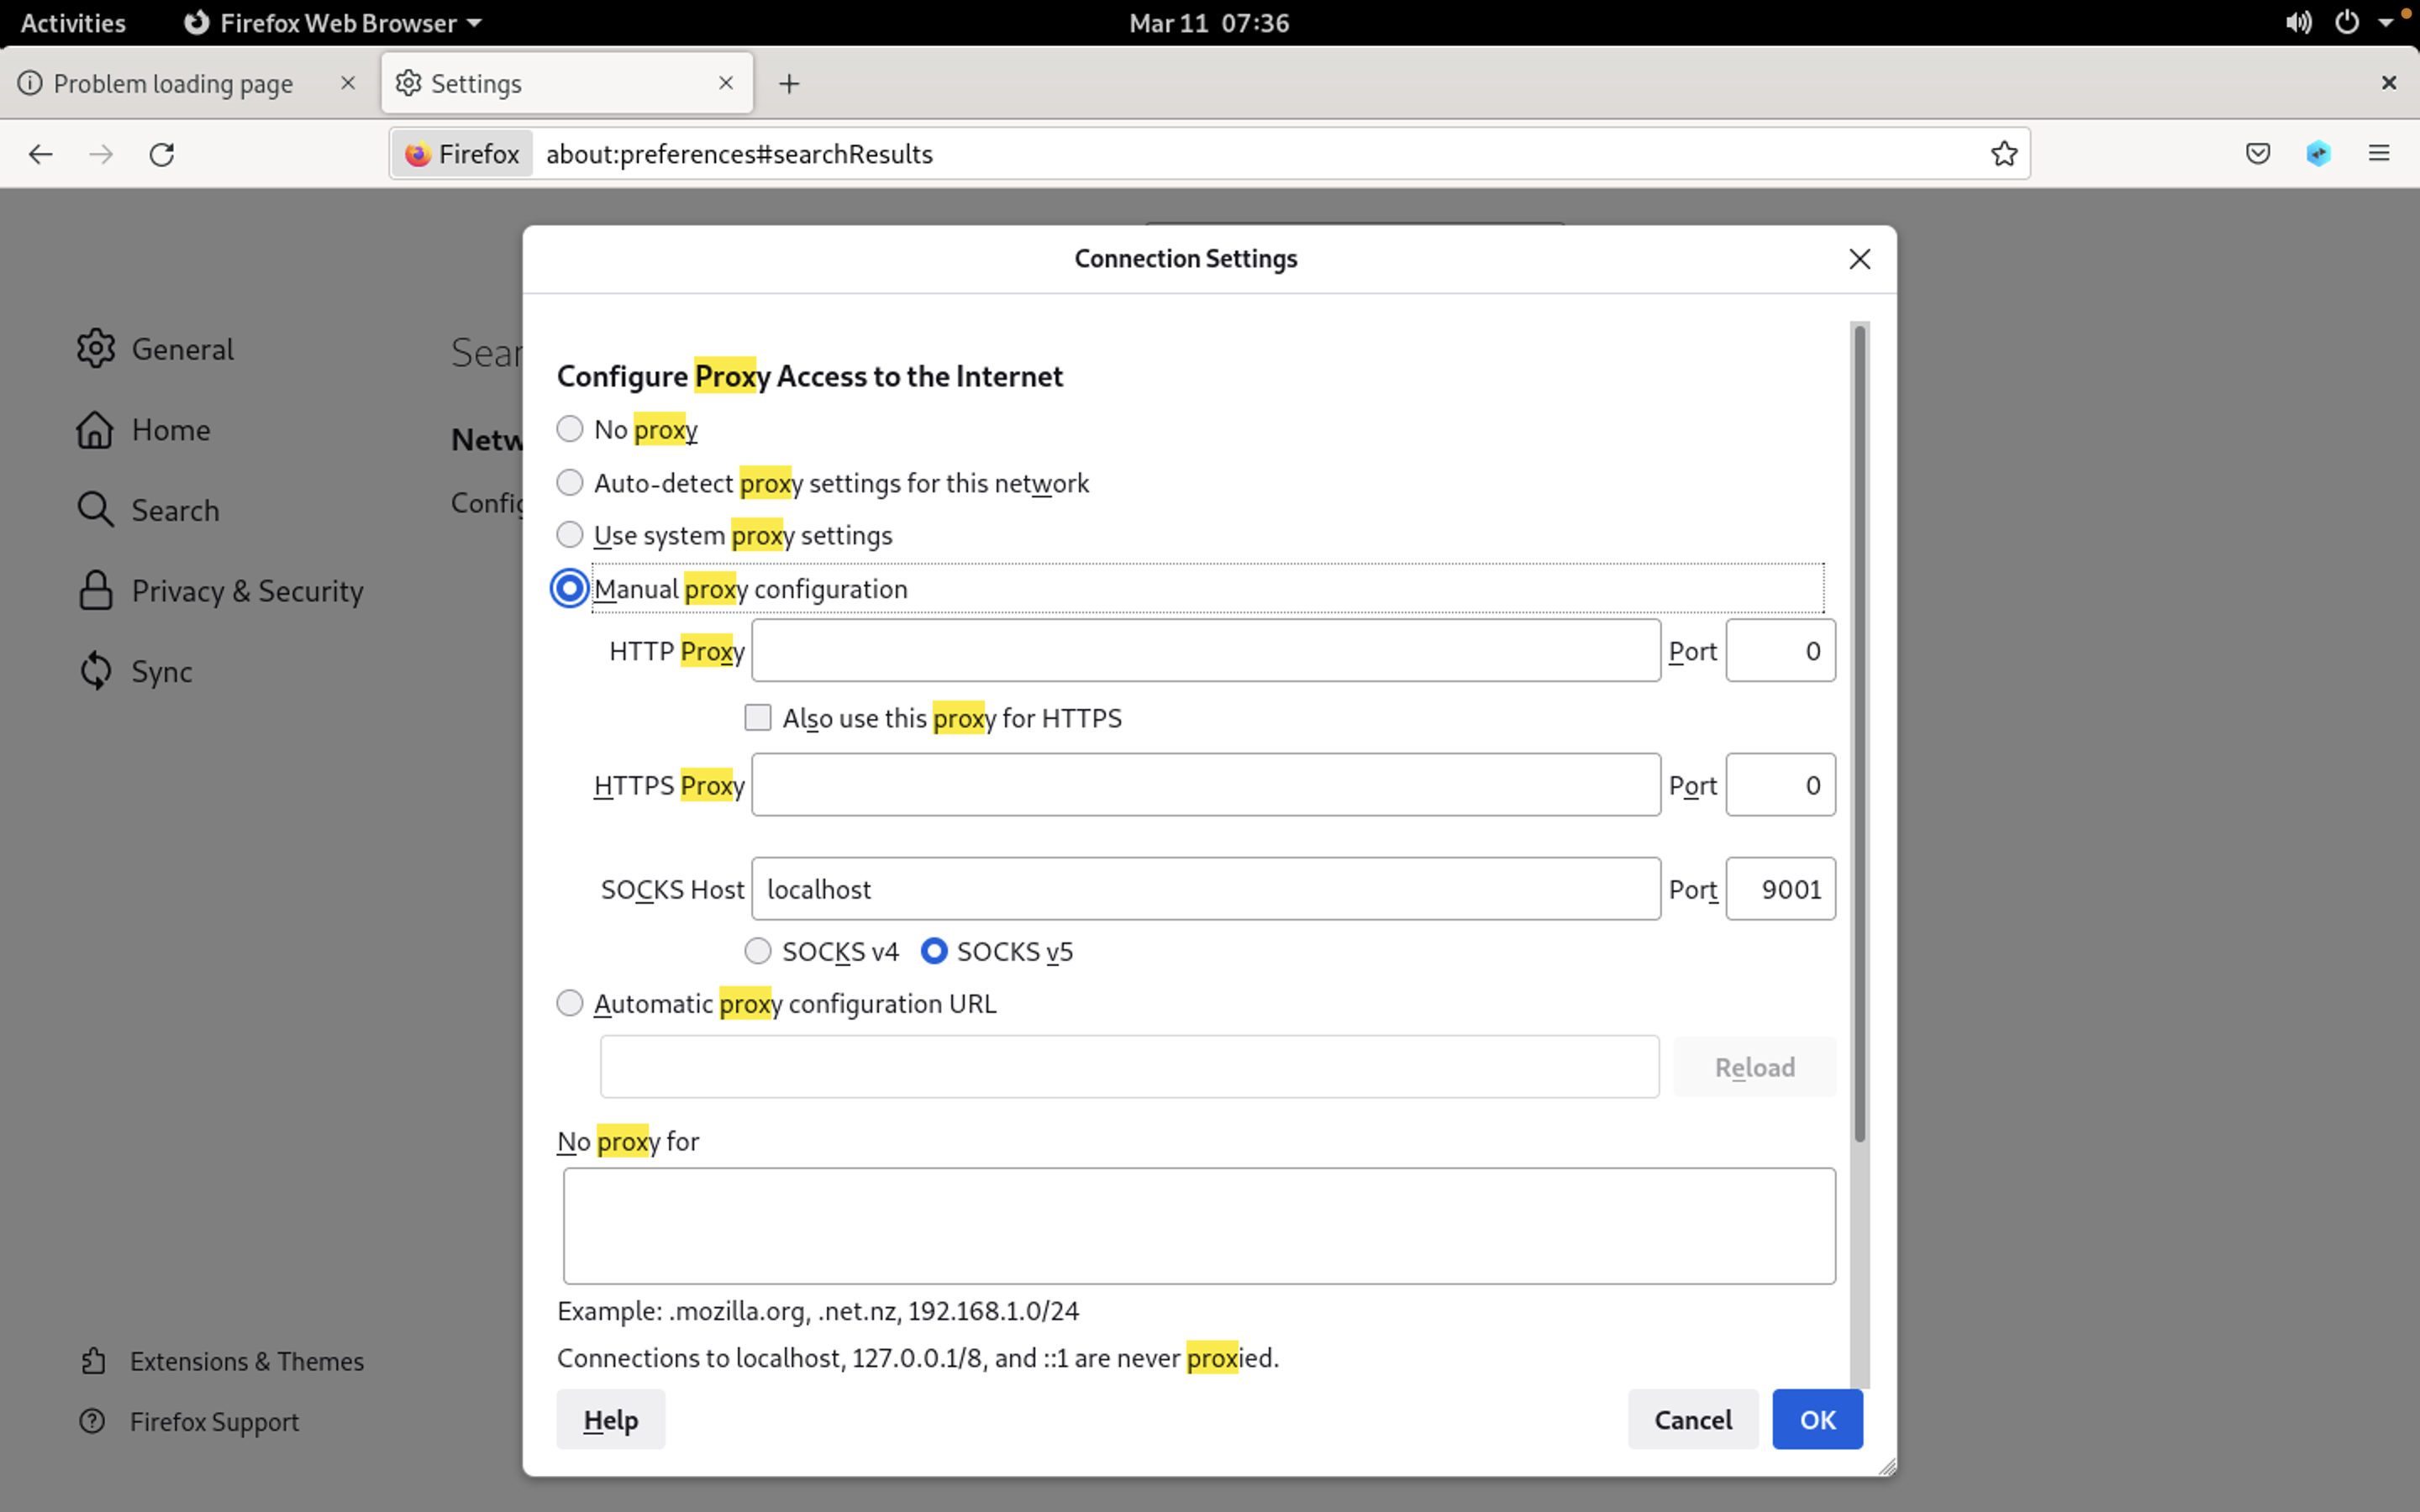 Activities Firefox Web Browser Mar 11 07:36
Problem loading page Settings
Firefox about:preferences#searchResults
Connection Settings
General
Home
Search
Privacy & Security
Sync
Extensions & Themes
Firefox Support
Sear
Netw
Config
Configure Proxy Access to the Internet
No proxy
Auto-detect proxy settings for this network
Use system proxy settings
Manual proxy configuration
HTTP Proxy Port 0
Also use this proxy for HTTPS
HTTPS Proxy Port 0
SOCKS Host localhost Port 9001
SOCKS v4 SOCKS v5
Automatic proxy configuration URL
Reload
No proxy for
Example: .mozilla.org, .net.nz, 192.168.1.0/24
Connections to localhost, 127.0.0.1/8, and ::1 are never proxied.
Help Cancel OK